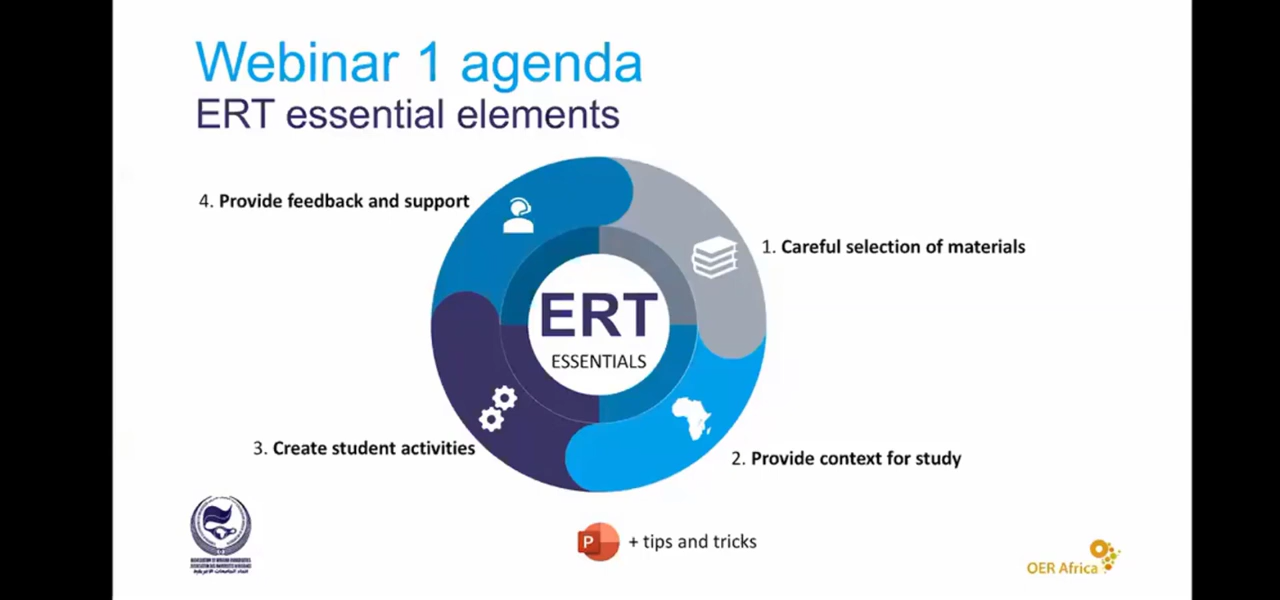 Webinar 1 agenda
ERT essential elements
4. Provide feedback and support
1. Careful selection of materials
ERT
ESSENTIALS
3. Create student activities
2. Provide context for study
P + tips and tricks
OER Africa